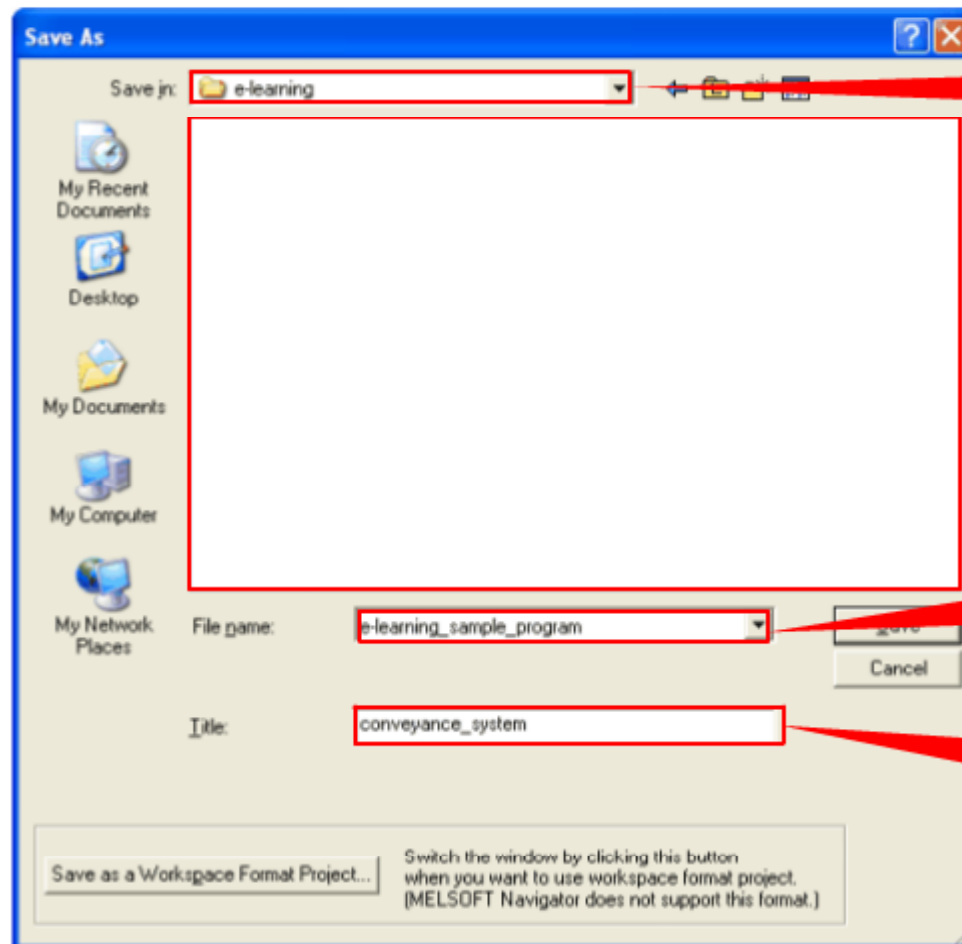 Save As
Save in:
e-learning
My Recent
Documents
Desktop
My Documents
My Computer
My Network
Places
File name:
e-learning_sample_program
Cancel
Title:
conveyance_system
Save as a Workspace Format Project...
Switch the window by clicking this button
when you want to use workspace format project.
(MELSOFT Navigator does not support this format.)